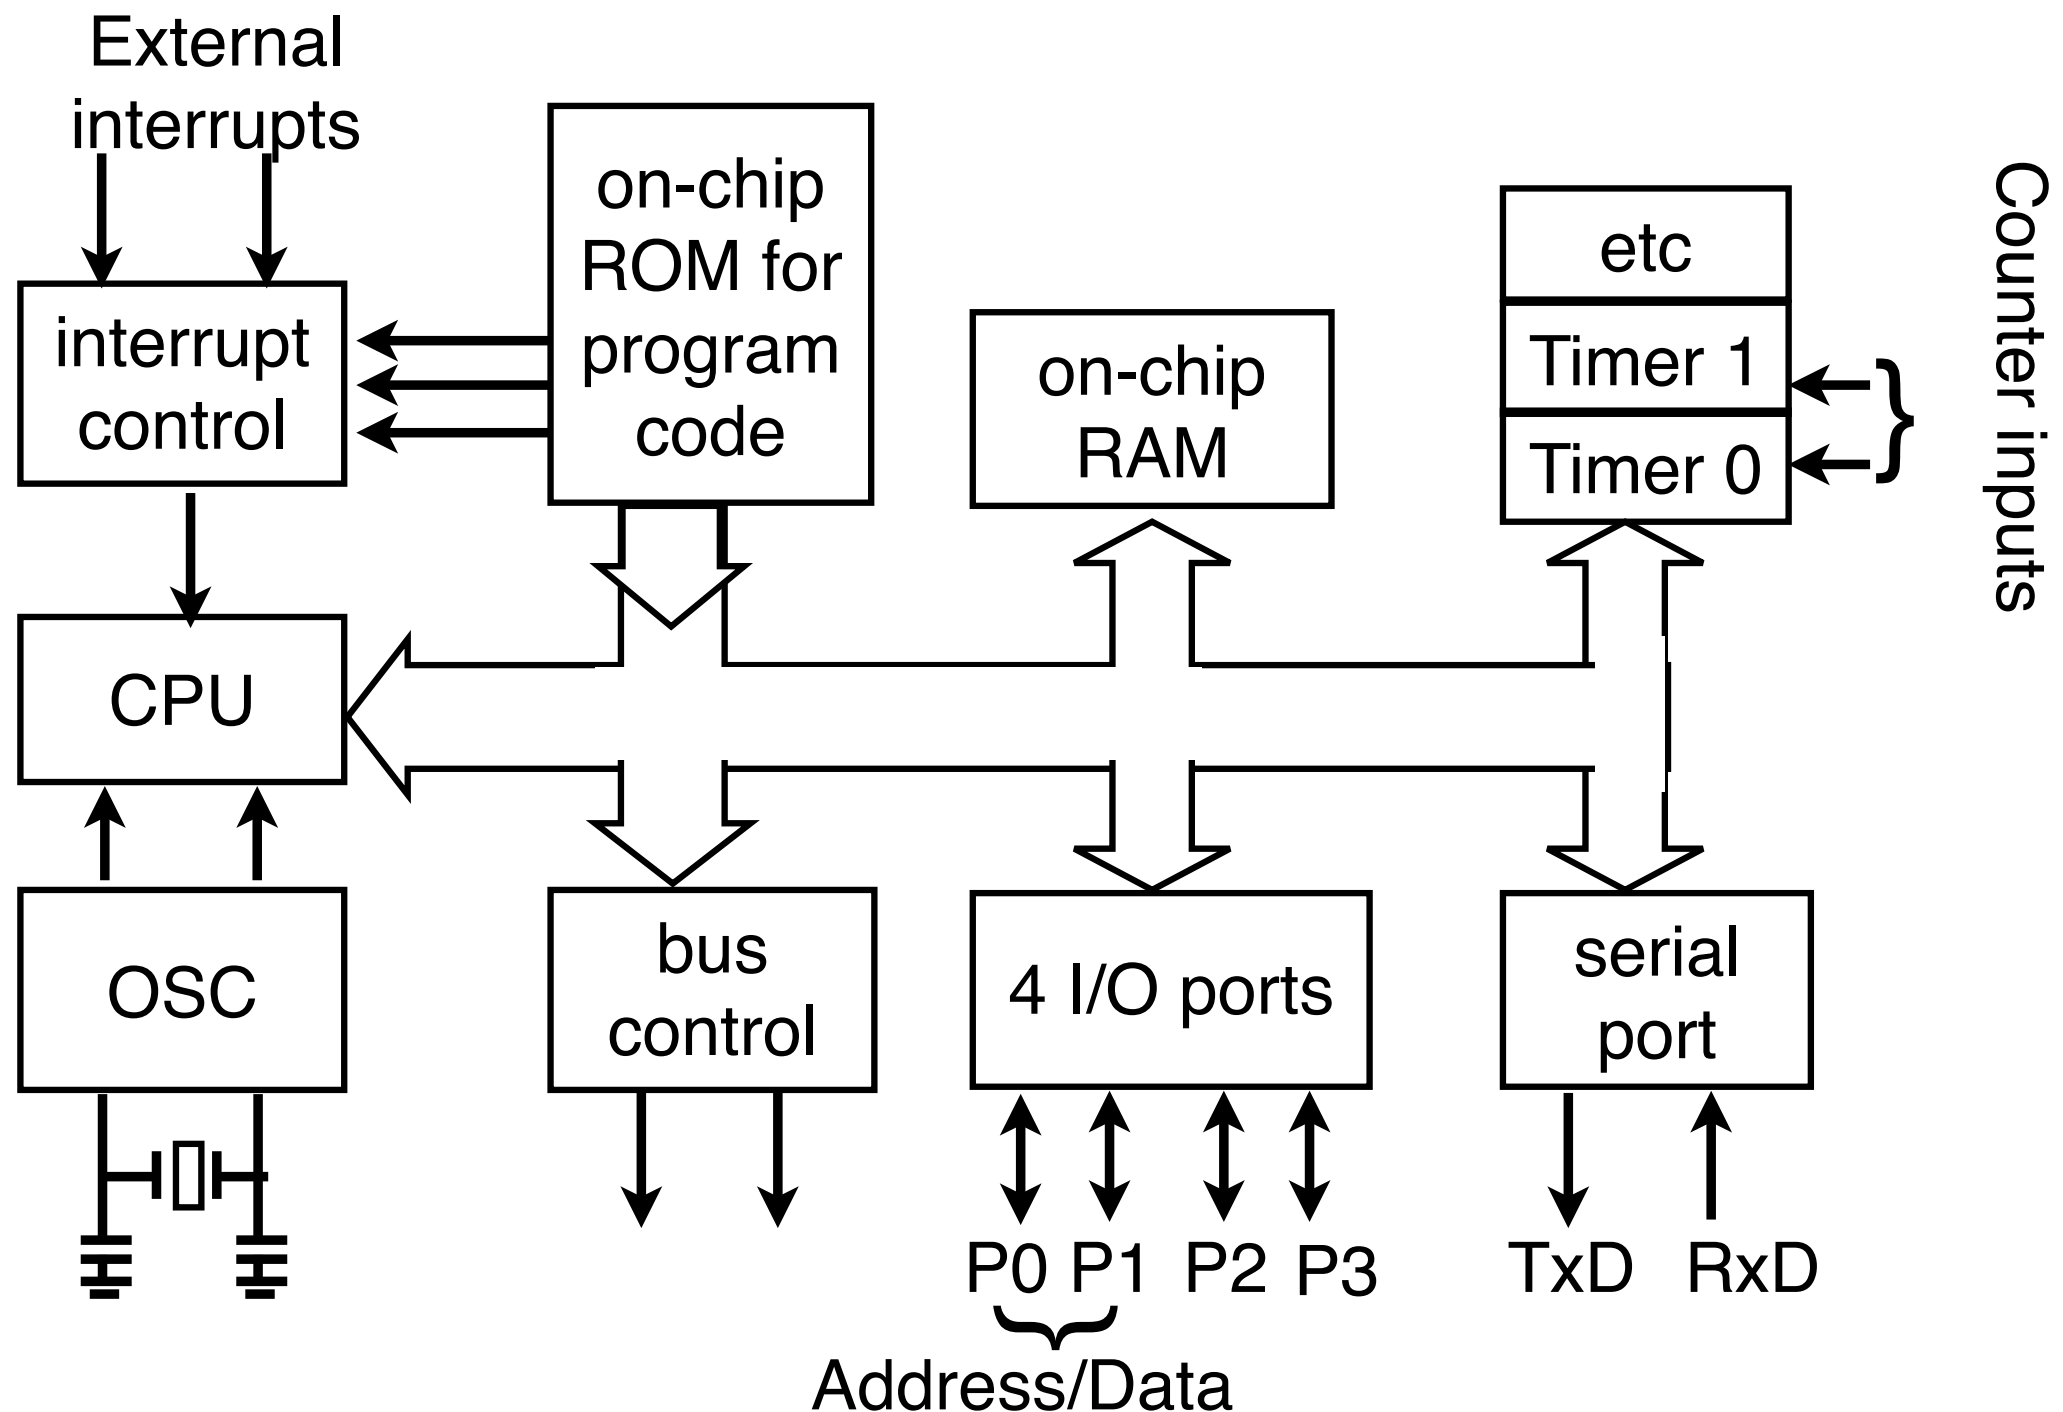 External
interrupts
on-chip
ROM for
program
code
interrupt
control
on-chip
RAM
etc
Timer 1
Timer 0
Counter inputs
}
CPU
OSC
bus
control
4 I/O ports
serial
port
P0 P1 P2 P3
TxD RxD
Address/Data